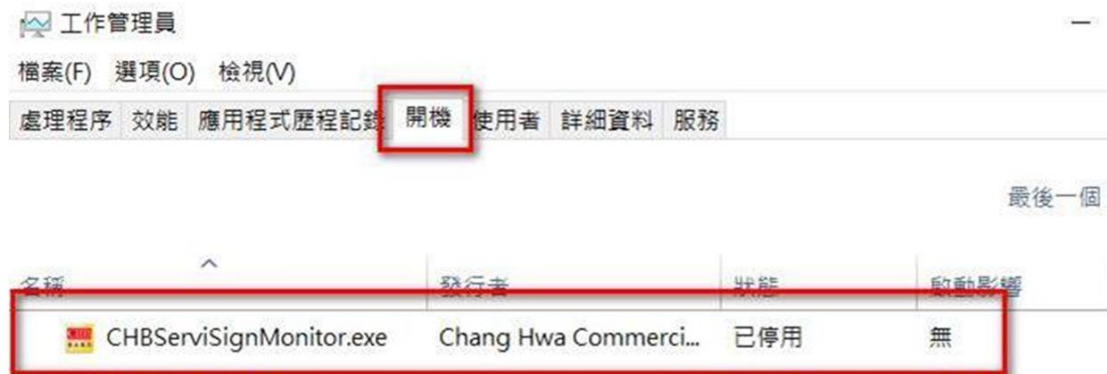 工作管理員
檔案(F) 選項(O) 檢視(V)
處理程序 效能 應用程式歷程記錄 開機 使用者 詳細資料 服務
最後一個
名稱 發行者 狀態 啟動影響
CHBServiSignMonitor.exe Chang Hwa Commerci... 已停用 無